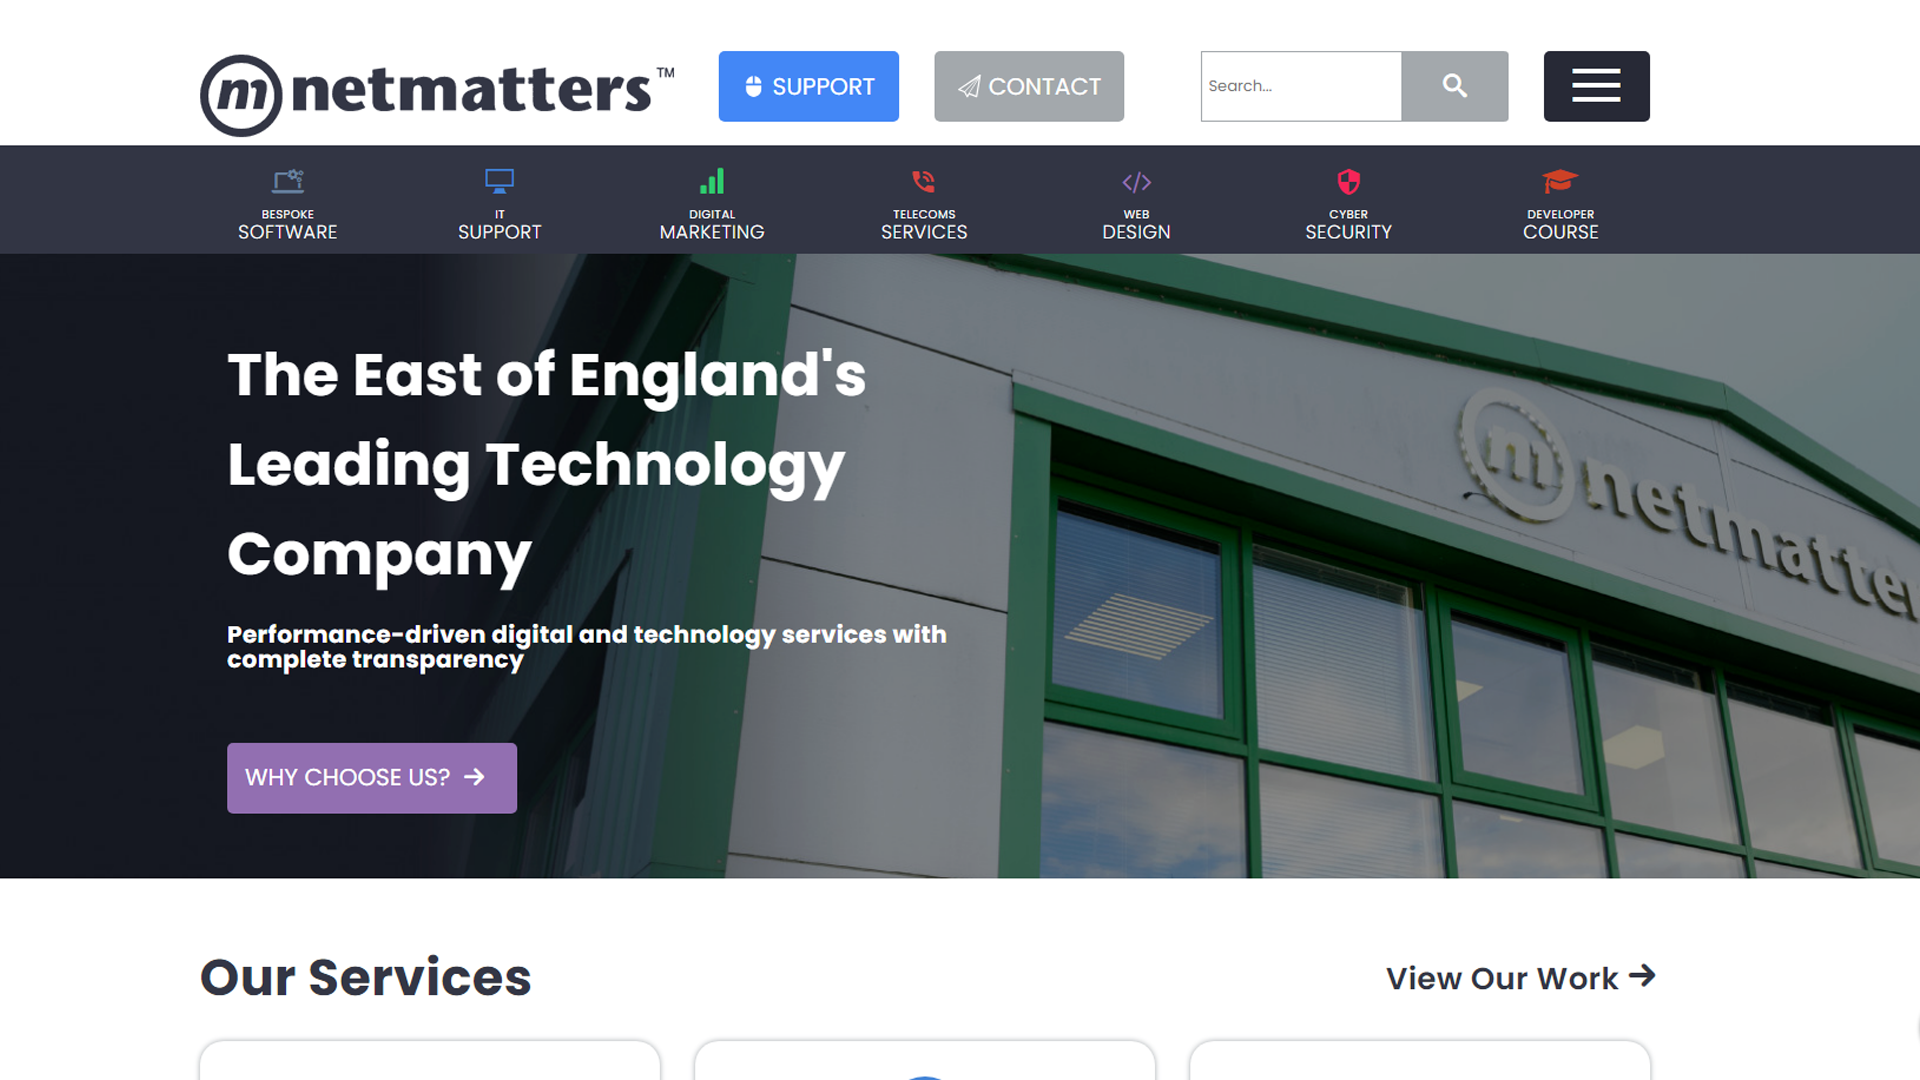 m netmatters™
SUPPORT
CONTACT
Search...
BESPOKE
SOFTWARE
IT
SUPPORT
DIGITAL
MARKETING
TELECOMS
SERVICES
WEB
DESIGN
CYBER
SECURITY
DEVELOPER
COURSE
The East of England's
Leading Technology
Company
Performance-driven digital and technology services with
complete transparency
WHY CHOOSE US?
m netmatte
Our Services
View Our Work